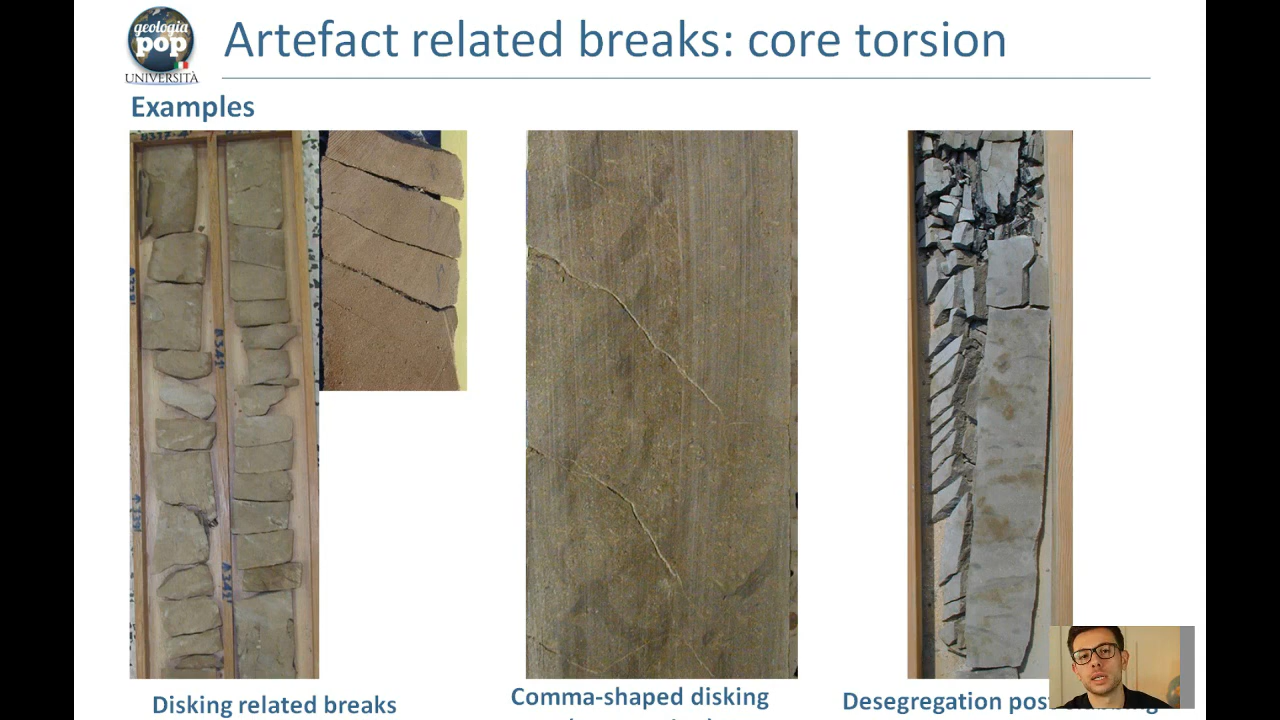 geologia
pop
UNIVERSITÀ
Artefact related breaks: core torsion
Examples
Disking related breaks
Comma-shaped disking
Desegregation post